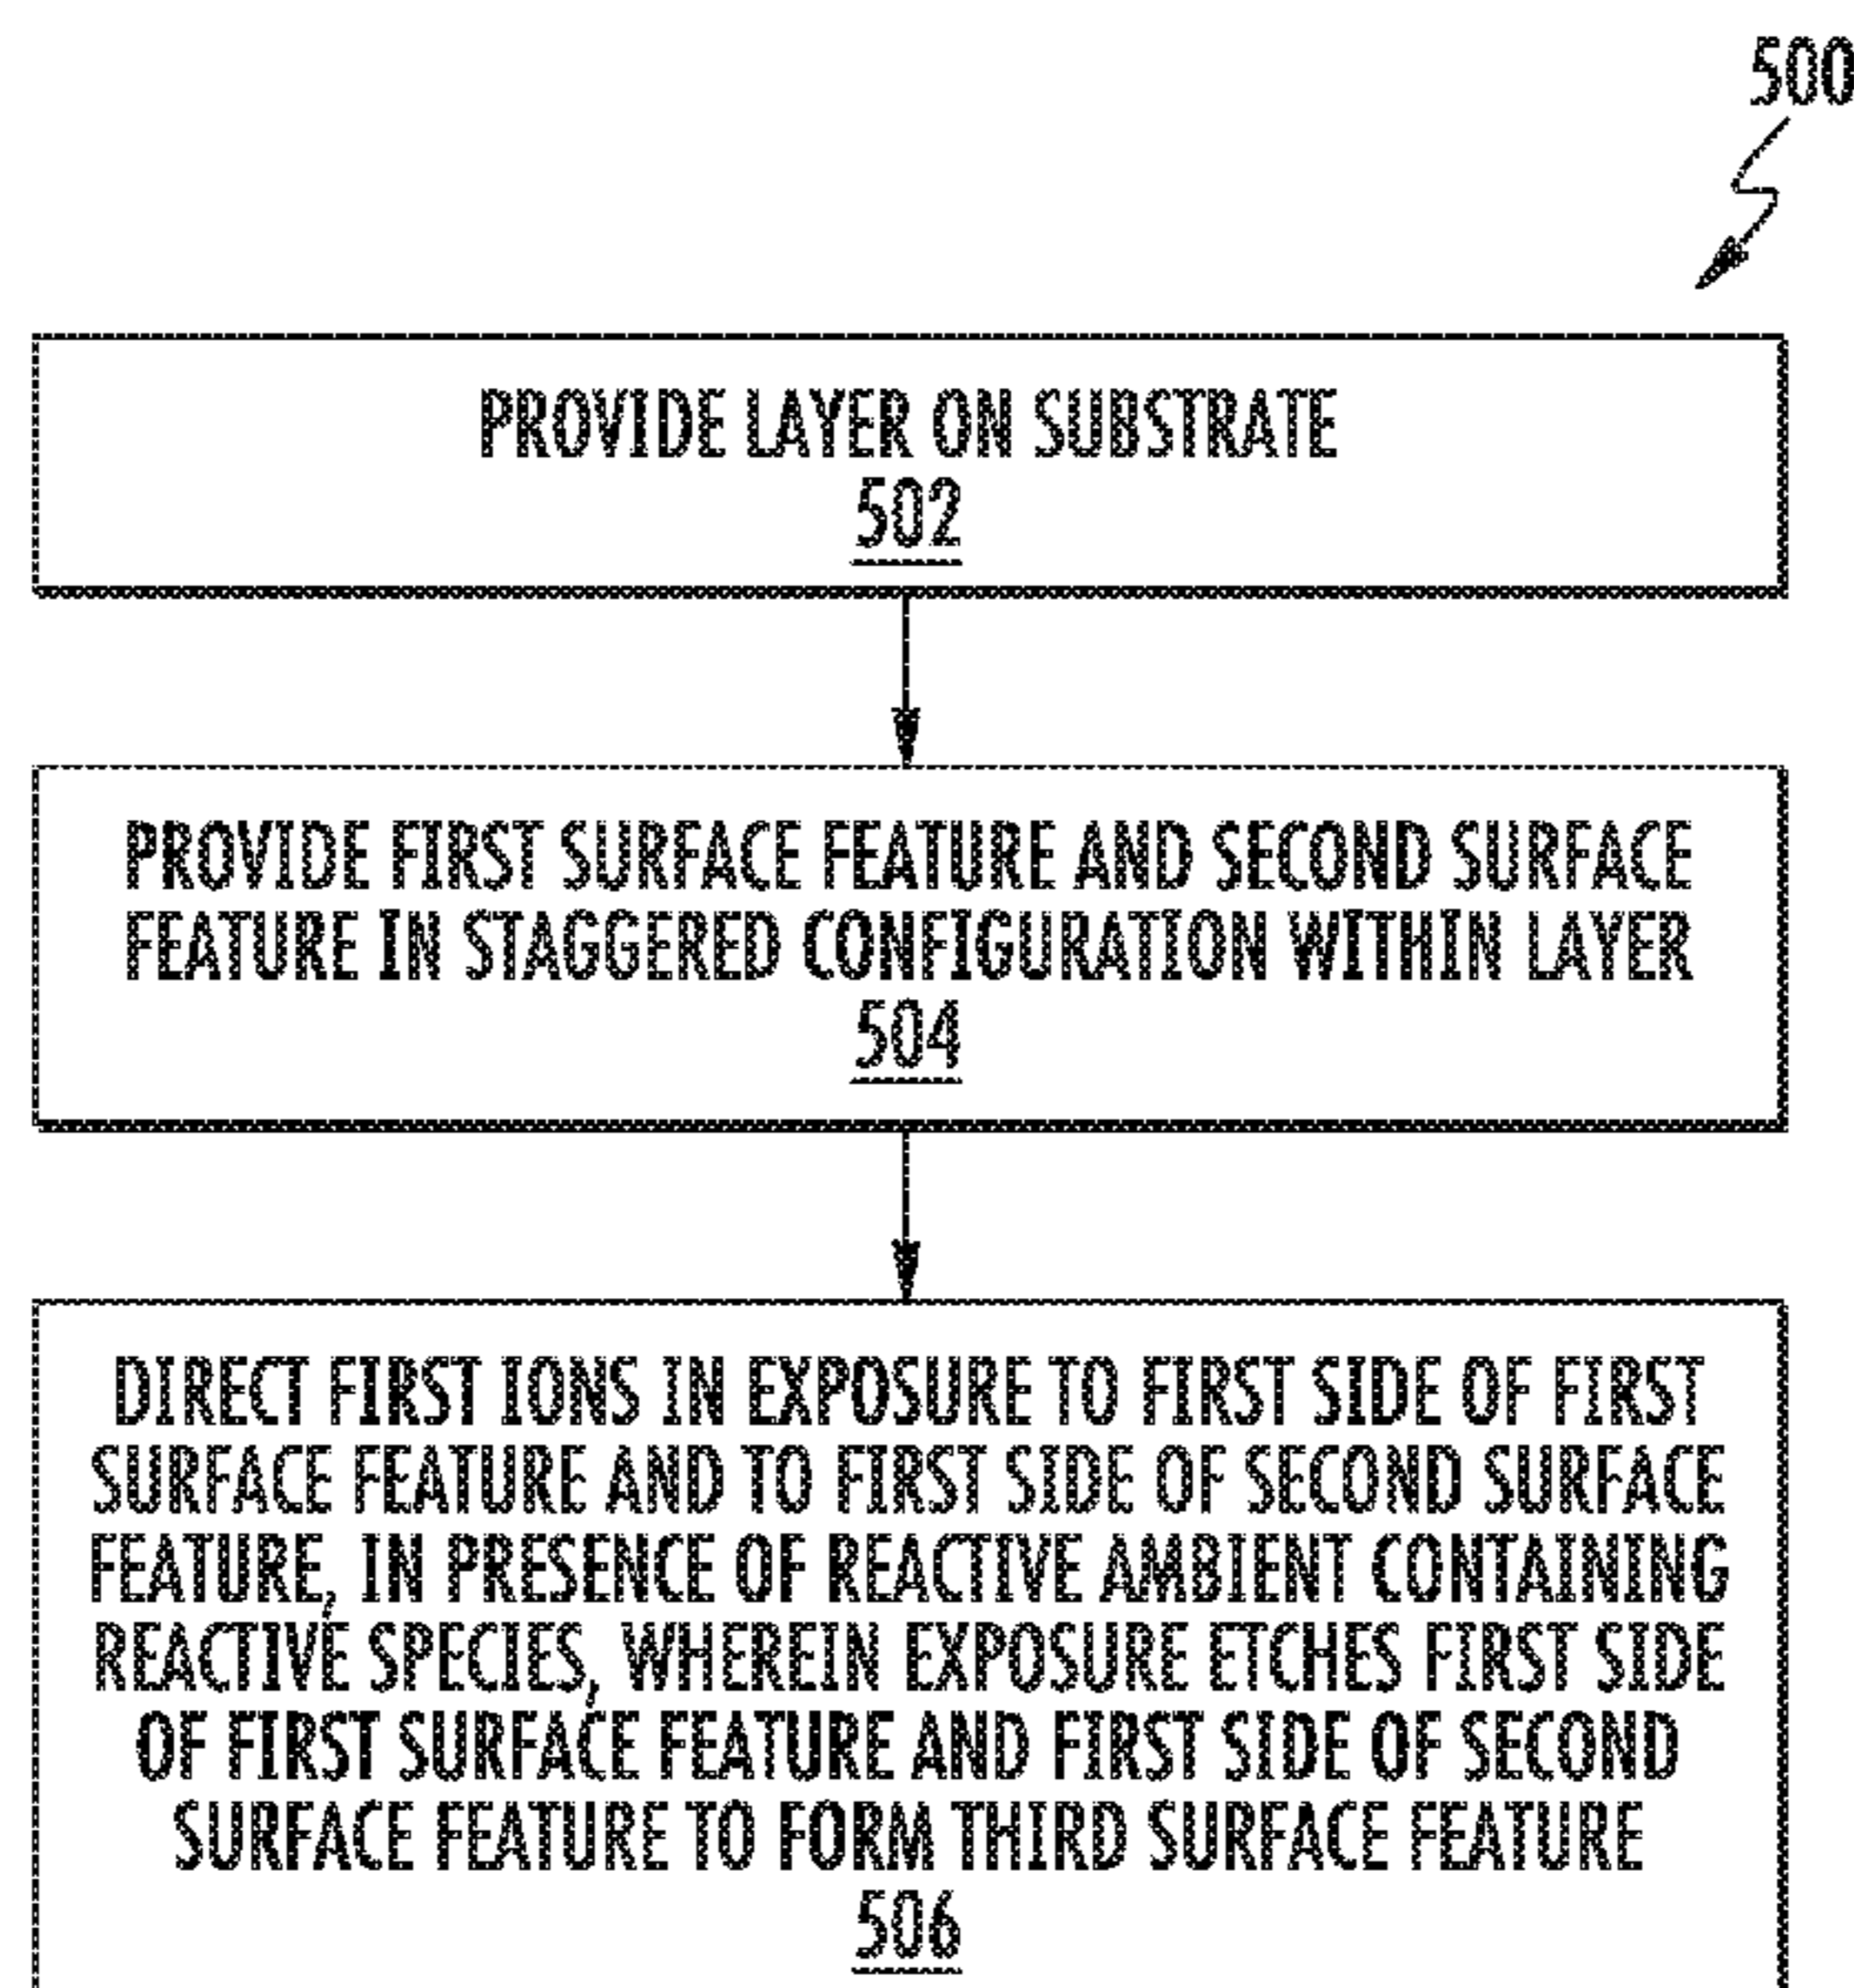 500
PROVIDE LAYER ON SUBSTRATE
502
PROVIDE FIRST SURFACE FEATURE AND SECOND SURFACE
FEATURE IN STAGGERED CONFIGURATION WITHIN LAYER
504
DIRECT FIRST IONS IN EXPOSURE TO FIRST SIDE OF FIRST
SURFACE FEATURE AND TO FIRST SIDE OF SECOND SURFACE
FEATURE, IN PRESENCE OF REACTIVE AMBIENT CONTAINING
REACTIVE SPECIES, WHEREIN EXPOSURE ETCHES FIRST SIDE
OF FIRST SURFACE FEATURE AND FIRST SIDE OF SECOND
SURFACE FEATURE TO FORM THIRD SURFACE FEATURE
506